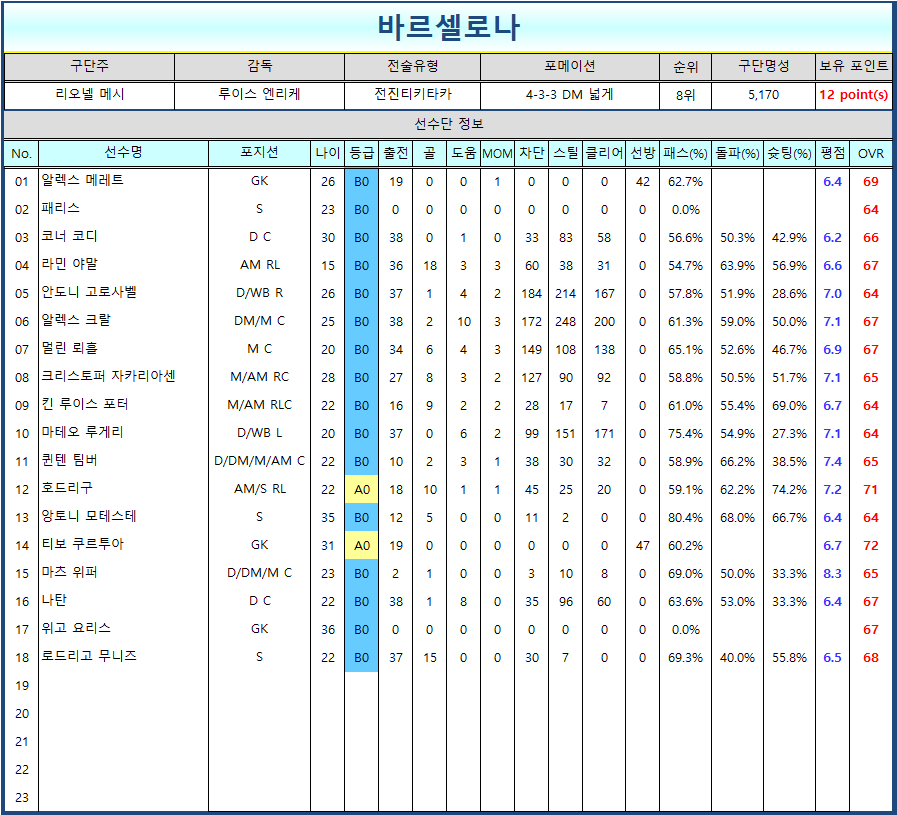 바르셀로나
구단주 감독 전술유형 포메이션 순위 구단명성 보유 포인트
리오넬 메시 루이스 엔리케 전진티키타카 4-3-3 DM 넓게 8위 5,170 12 point(s)
선수단 정보
No. 선수명 포지션 나이 등급 출전 골 도움 MOM 차단 스틸 클리어 선방 패스(%) 돌파(%) 슛팅(%) 평점 OVR
01 알렉스 메레트 GK 26 B0 19 0 0 1 0 0 0 42 62.7% 6.4 69
02 패리스 S 23 B0 0 0 0 0 0 0 0 0 0.0% 64
03 코너 코디 D C 30 B0 38 0 1 0 33 83 58 0 56.6% 50.3% 42.9% 6.2 66
04 라민 야말 AM RL 15 B0 36 18 3 3 60 38 31 0 54.7% 63.9% 56.9% 6.6 67
05 안도니 고로사벨 D/WB R 26 B0 37 1 4 2 184 214 167 0 57.8% 51.9% 28.6% 7.0 64
06 알렉스 크랄 DM/M C 25 B0 38 2 10 3 172 248 200 0 61.3% 59.0% 50.0% 7.1 67
07 멀린 뢰홀 M C 20 B0 34 6 4 3 149 108 138 0 65.1% 52.6% 46.7% 6.9 67
08 크리스토퍼 자카리아센 M/AM RC 28 B0 27 8 3 2 127 90 92 0 58.8% 50.5% 51.7% 7.1 65
09 킨 루이스 포터 M/AM RLC 22 B0 16 9 2 2 28 17 7 0 61.0% 55.4% 69.0% 6.7 64
10 마테오 루게리 D/WB L 20 B0 37 0 6 2 99 151 171 0 75.4% 54.9% 27.3% 7.1 64
11 퀸텐 팀버 D/DM/M/AM C 22 B0 10 2 3 1 38 30 32 0 58.9% 66.2% 38.5% 7.4 65
12 호드리구 AM/S RL 22 A0 18 10 1 1 45 25 20 0 59.1% 62.2% 74.2% 7.2 71
13 앙토니 모테스테 S 35 B0 12 5 0 0 11 2 0 0 80.4% 68.0% 66.7% 6.4 64
14 티보 쿠르투아 GK 31 A0 19 0 0 0 0 0 0 47 60.2% 6.7 72
15 마츠 위퍼 D/DM/M C 23 B0 2 1 0 0 3 10 8 0 69.0% 50.0% 33.3% 8.3 65
16 나탄 D C 22 B0 38 1 8 0 35 96 60 0 63.6% 53.0% 33.3% 6.4 67
17 위고 요리스 GK 36 B0 0 0 0 0 0 0 0 0 0.0% 67
18 로드리고 무니즈 S 22 B0 37 15 0 0 30 7 0 0 69.3% 40.0% 55.8% 6.5 68
19
20
21
22
23